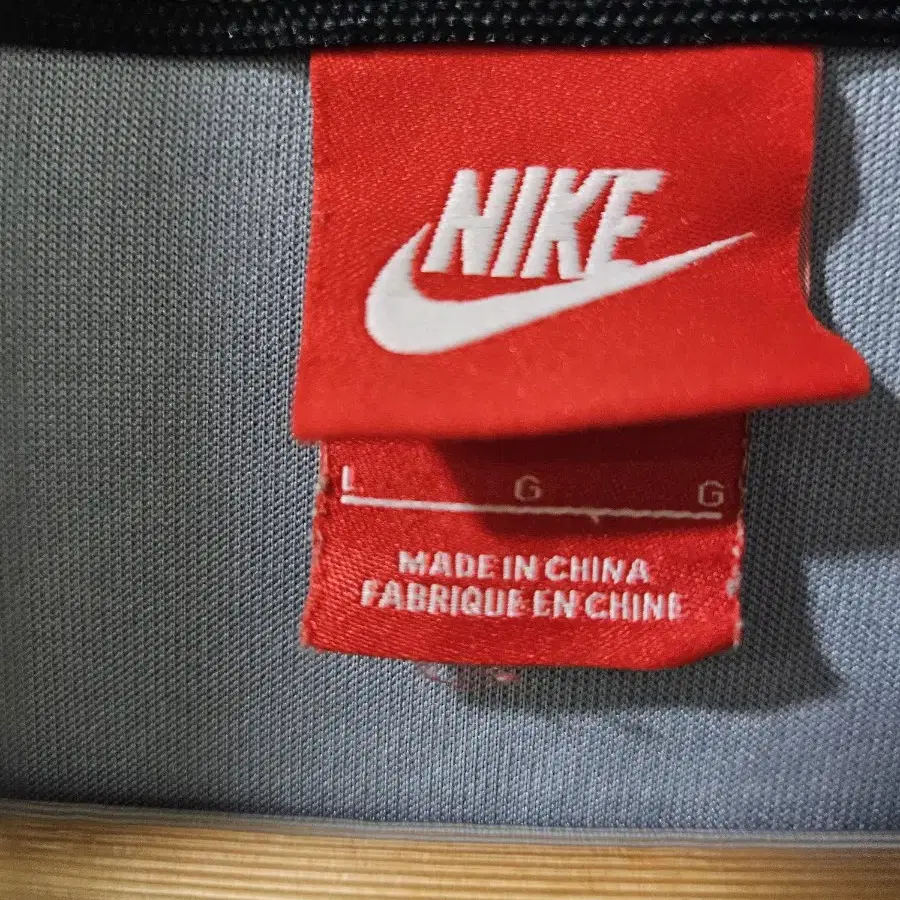 NIKE
L G G
MADE IN CHINA
FABRIQUE EN CHINE